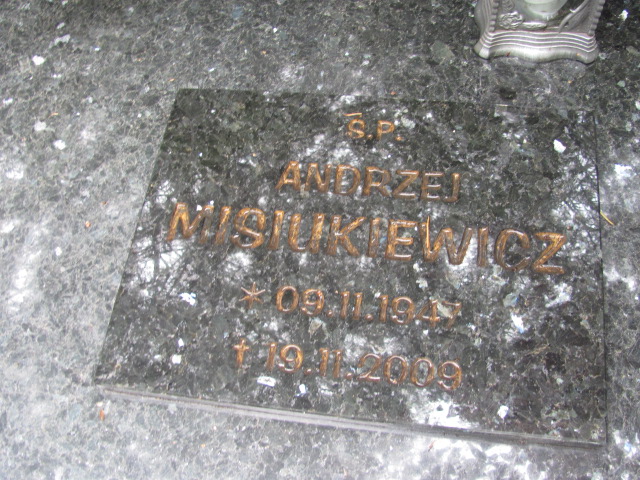 Ś.P.
ANDRZEJ
MISIUKIEWICZ
* 09.11.1947
† 19.11.2009